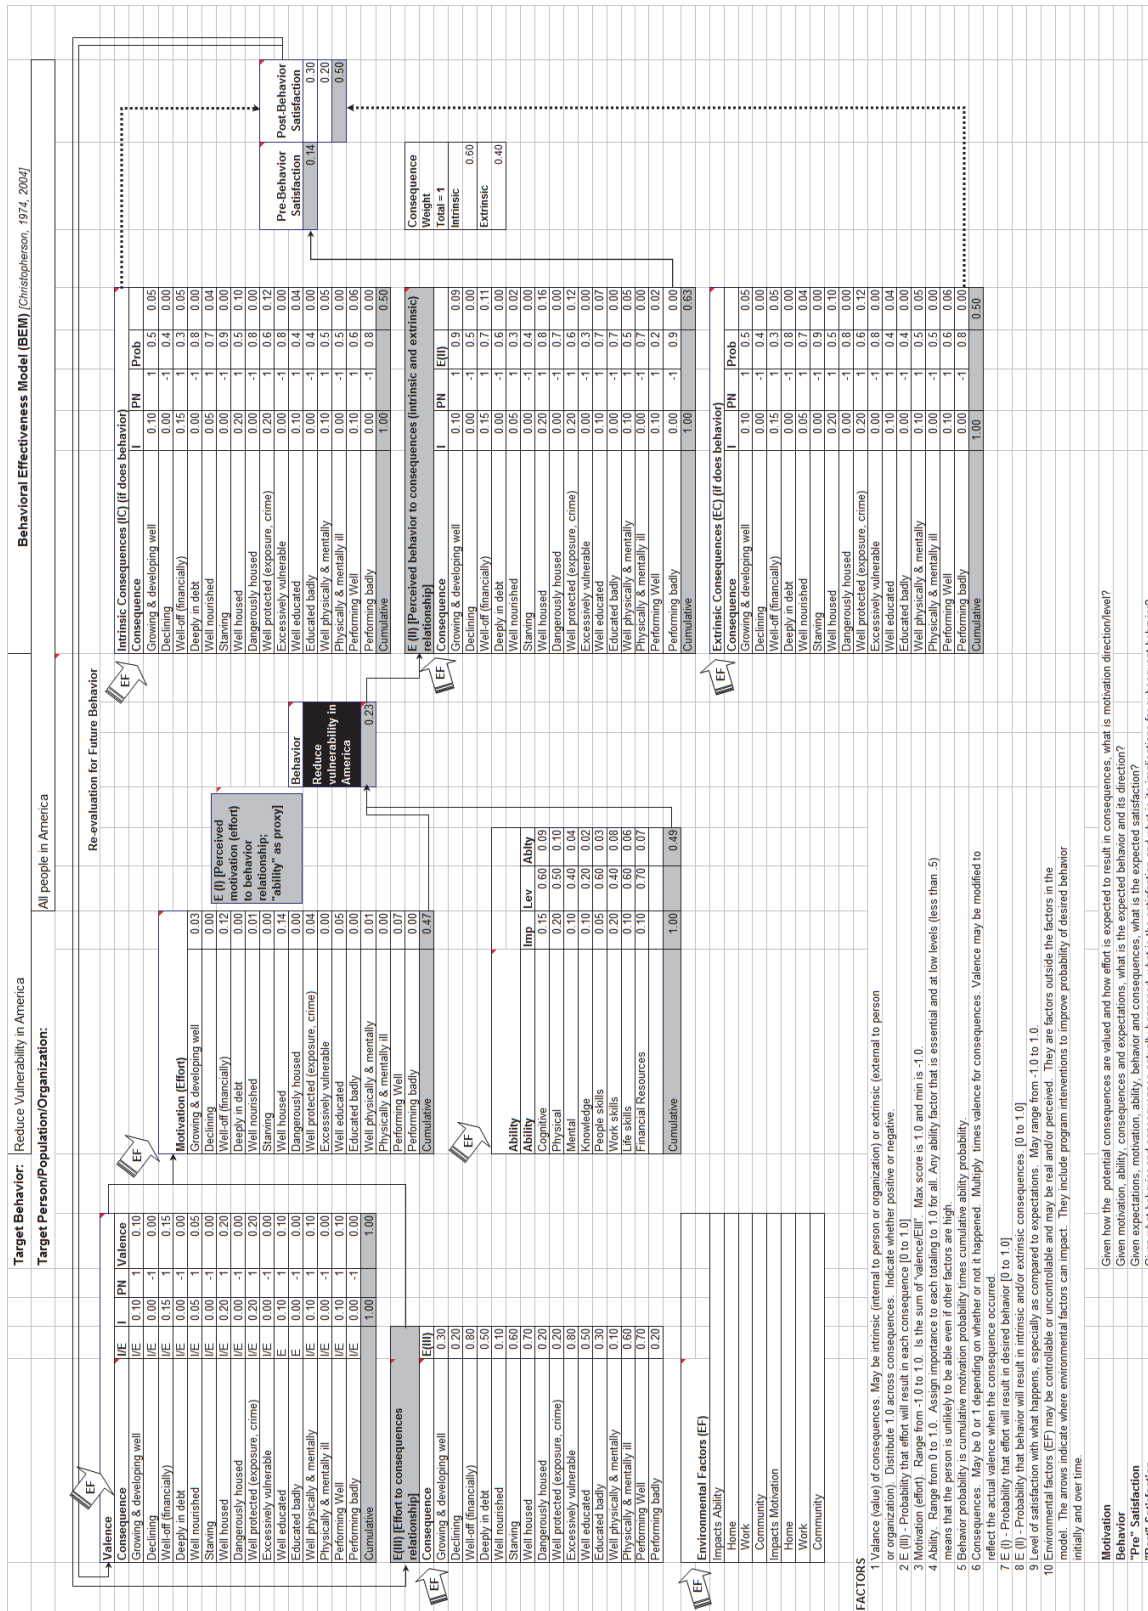 Behavioral Effectiveness Model (BEM) [Christopherson, 1974, 2004]
Target Behavior: Reduce Vulnerability in America
Target Person/Population/Organization: All people in America
Re-evaluation for Future Behavior
EF
Valence
Consequence I/E I PN Valence
Growing & developing well I/E 0.10 1 0.10
Declining I/E 0.00 -1 0.00
Well-off (financially) I/E 0.15 1 0.15
Deeply in debt I/E 0.00 -1 0.00
Well nourished I/E 0.05 1 0.05
Starving I/E 0.00 -1 0.00
Well housed I/E 0.20 1 0.20
Dangerously housed I/E 0.00 -1 0.00
Well protected (exposure, crime) I/E 0.20 1 0.20
Excessively vulnerable I/E 0.00 -1 0.00
Well educated E 0.10 1 0.10
Educated badly E 0.00 -1 0.00
Well physically & mentally I/E 0.10 1 0.10
Physically & mentally ill I/E 0.00 -1 0.00
Performing Well I/E 0.10 1 0.10
Performing badly I/E 0.00 -1 0.00
Cumulative 1.00 1.00
E(III) [Effort to consequences
relationship]
EF
Consequence E(III)
Growing & developing well 0.30
Declining 0.20
Well-off (financially) 0.80
Deeply in debt 0.50
Well nourished 0.10
Starving 0.60
Well housed 0.70
Dangerously housed 0.20
Well protected (exposure, crime) 0.20
Excessively vulnerable 0.80
Well educated 0.50
Educated badly 0.30
Well physically & mentally 0.10
Physically & mentally ill 0.60
Performing Well 0.70
Performing badly 0.20
EF
Environmental Factors (EF)
Impacts Ability
Home
Work
Community
Impacts Motivation
Home
Work
Community
EF
Motivation (Effort)
Growing & developing well 0.03
Declining 0.00
Well-off (financially) 0.12
Deeply in debt 0.00
Well nourished 0.01
Starving 0.00
Well housed 0.14
Dangerously housed 0.00
Well protected (exposure, crime) 0.04
Excessively vulnerable 0.00
Well educated 0.05
Educated badly 0.00
Well physically & mentally 0.01
Physically & mentally ill 0.00
Performing Well 0.07
Performing badly 0.00
Cumulative 0.47
E (I) [Perceived
motivation (effort)
to behavior
relationship;
"ability" as proxy]
EF
Ability
Ability Imp Lev Ablty
Cognitive 0.15 0.60 0.09
Physical 0.20 0.50 0.10
Mental 0.10 0.40 0.04
Knowledge 0.10 0.20 0.02
People skills 0.05 0.60 0.03
Work skills 0.20 0.40 0.08
Life skills 0.10 0.60 0.06
Financial Resources 0.10 0.70 0.07
Cumulative 1.00 0.49
Behavior
Reduce
vulnerability in
America
0.23
EF
Intrinsic Consequences (IC) (if does behavior)
Consequence I PN Prob
Growing & developing well 0.10 1 0.5 0.05
Declining 0.00 -1 0.4 0.00
Well-off (financially) 0.15 1 0.3 0.05
Deeply in debt 0.00 -1 0.8 0.00
Well nourished 0.05 1 0.7 0.04
Starving 0.00 -1 0.9 0.00
Well housed 0.20 1 0.5 0.10
Dangerously housed 0.00 -1 0.8 0.00
Well protected (exposure, crime) 0.20 1 0.6 0.12
Excessively vulnerable 0.00 -1 0.8 0.00
Well educated 0.10 1 0.4 0.04
Educated badly 0.00 -1 0.4 0.00
Well physically & mentally 0.10 1 0.5 0.05
Physically & mentally ill 0.00 -1 0.5 0.00
Performing Well 0.10 1 0.6 0.06
Performing badly 0.00 -1 0.8 0.00
Cumulative 1.00 0.50
E (II) [Perceived behavior to consequences (intrinsic and extrinsic)
relationship]
EF
Consequence I PN E(II)
Growing & developing well 0.10 1 0.9 0.09
Declining 0.00 -1 0.5 0.00
Well-off (financially) 0.15 1 0.7 0.11
Deeply in debt 0.00 -1 0.6 0.00
Well nourished 0.05 1 0.3 0.02
Starving 0.00 -1 0.4 0.00
Well housed 0.20 1 0.8 0.16
Dangerously housed 0.00 -1 0.7 0.00
Well protected (exposure, crime) 0.20 1 0.6 0.12
Excessively vulnerable 0.00 -1 0.3 0.00
Well educated 0.10 1 0.7 0.07
Educated badly 0.00 -1 0.7 0.00
Well physically & mentally 0.10 1 0.5 0.05
Physically & mentally ill 0.00 -1 0.7 0.00
Performing Well 0.10 1 0.2 0.02
Performing badly 0.00 -1 0.9 0.00
Cumulative 1.00 0.63
EF
Extrinsic Consequences (EC) (if does behavior)
Consequence I PN Prob
Growing & developing well 0.10 1 0.5 0.05
Declining 0.00 -1 0.4 0.00
Well-off (financially) 0.15 1 0.3 0.05
Deeply in debt 0.00 -1 0.8 0.00
Well nourished 0.05 1 0.7 0.04
Starving 0.00 -1 0.9 0.00
Well housed 0.20 1 0.5 0.10
Dangerously housed 0.00 -1 0.8 0.00
Well protected (exposure, crime) 0.20 1 0.6 0.12
Excessively vulnerable 0.00 -1 0.8 0.00
Well educated 0.10 1 0.4 0.04
Educated badly 0.00 -1 0.4 0.00
Well physically & mentally 0.10 1 0.5 0.05
Physically & mentally ill 0.00 -1 0.5 0.00
Performing Well 0.10 1 0.6 0.06
Performing badly 0.00 -1 0.8 0.00
Cumulative 1.00 0.50
Pre-Behavior
Satisfaction
0.14
Post-Behavior
Satisfaction
0.30
0.20
0.50
Consequence
Weight
Total = 1
Intrinsic 0.60
Extrinsic 0.40
FACTORS
1 Valance (value) of consequences. May be intrinsic (internal to person or organization) or extrinsic (external to person
or organization). Distribute 1.0 across consequences. Indicate whether positive or negative.
2 E (III) - Probability that effort will result in each consequence [0 to 1.0]
3 Motivation (effort). Range from -1.0 to 1.0. Is the sum of "valence/EIII". Max score is 1.0 and min is -1.0.
4 Ability. Range from 0 to 1.0. Assign importance to each totaling to 1.0 for all. Any ability factor that is essential and at low levels (less than .5)
means that the person is unlikely to be able even if other factors are high.
5 Behavior probability is cumulative motivation probability times cumulative ability probability.
6 Consequences. May be 0 or 1 depending on whether or not it happened. Multiply times valence for consequences. Valence may be modified to
reflect the actual valence when the consequence occurred.
7 E (I) - Probability that effort will result in desired behavior [0 to 1.0]
8 E (II) - Probability that behavior will result in intrinsic and/or extrinsic consequences. [0 to 1.0]
9 Level of satisfaction with what happens, especially as compared to expectations. May range from -1.0 to 1.0.
10 Environmental factors (EF) may be controllable or uncontrollable and may be real and/or perceived. They are factors outside the factors in the
model. The arrows indicate where environmental factors can impact. They include program interventions to improve probability of desired behavior
initially and over time.
Motivation Given how the potential consequences are valued and how effort is expected to result in consequences, what is motivation direction/level?
Behavior Given motivation, ability, consequences and expectations, what is the expected behavior and its direction?
"Pre" Satisfaction Given expectations, motivation, ability, behavior and consequences, what is the expected satisfaction?